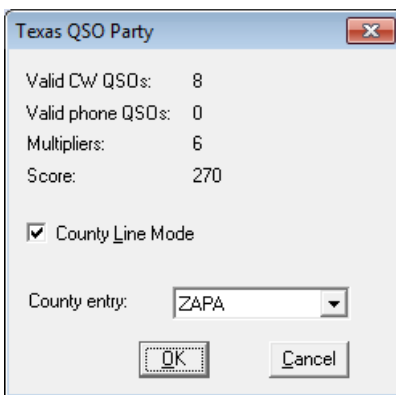 Texas QSO Party
Valid CW QSOs: 8
Valid phone QSOs: 0
Multipliers: 6
Score: 270
County Line Mode
County entry: ZAPA
OK Cancel